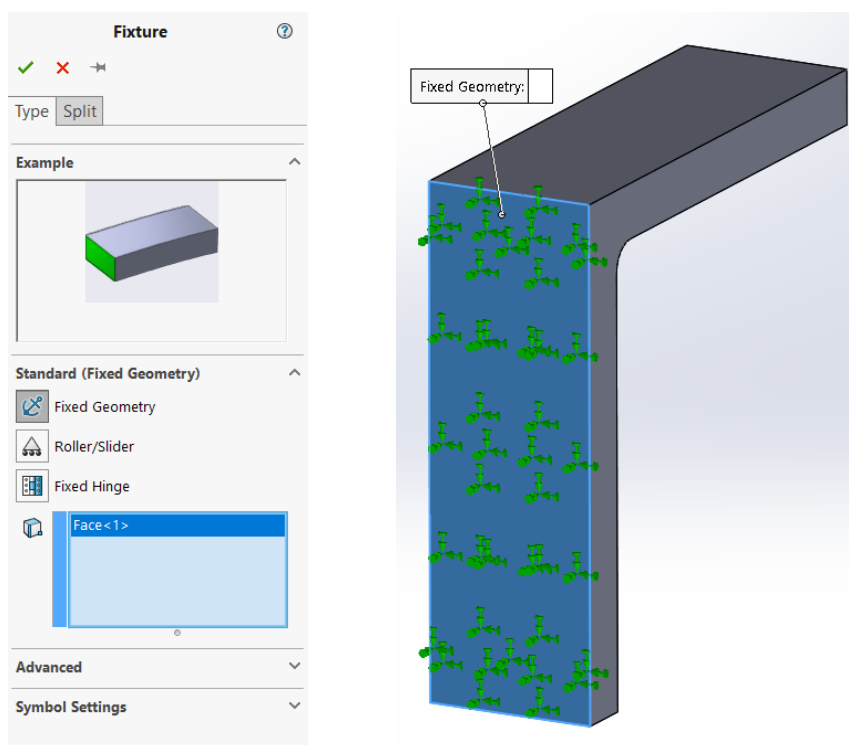 Fixture
Type Split
Example
Standard (Fixed Geometry)
Fixed Geometry
Roller/Slider
Fixed Hinge
Face<1>
Advanced
Symbol Settings
Fixed Geometry: